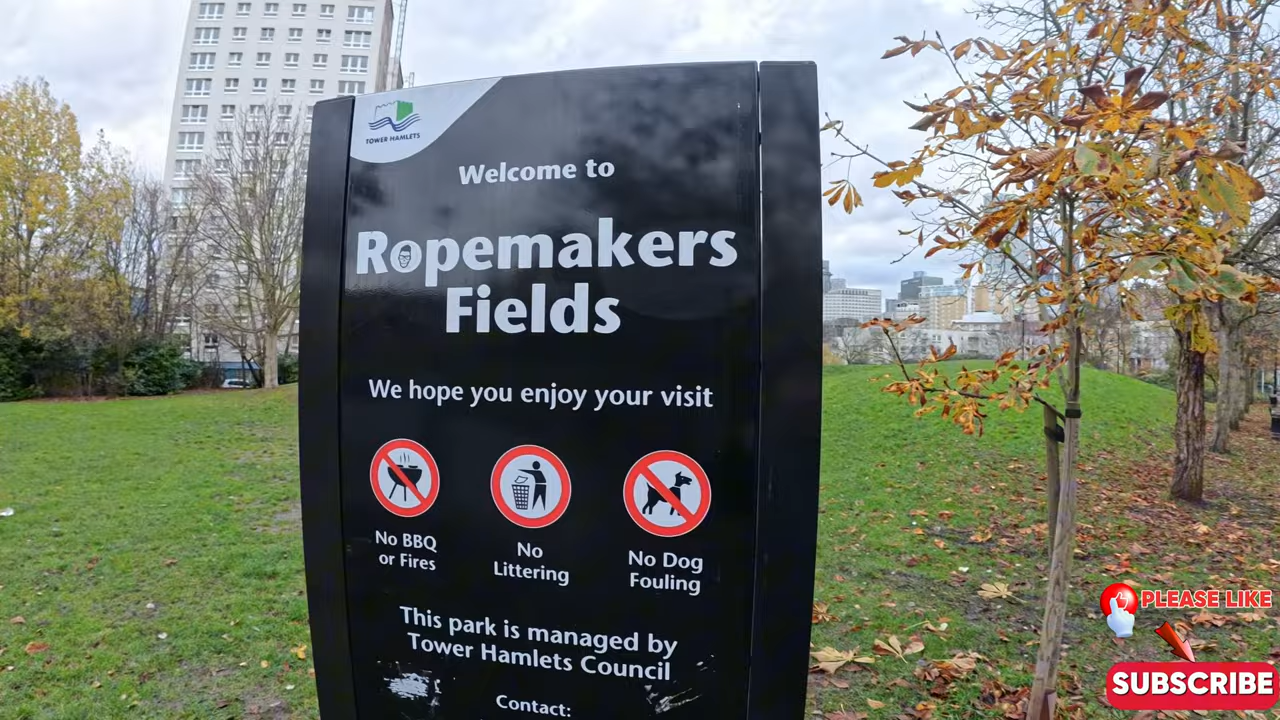 TOWER HAMLETS
Welcome to
Ropemakers
Fields
We hope you enjoy your visit
No BBQ
or Fires
No
Littering
No Dog
Fouling
This park is managed by
Tower Hamlets Council
Contact:
PLEASE LIKE
SUBSCRIBE